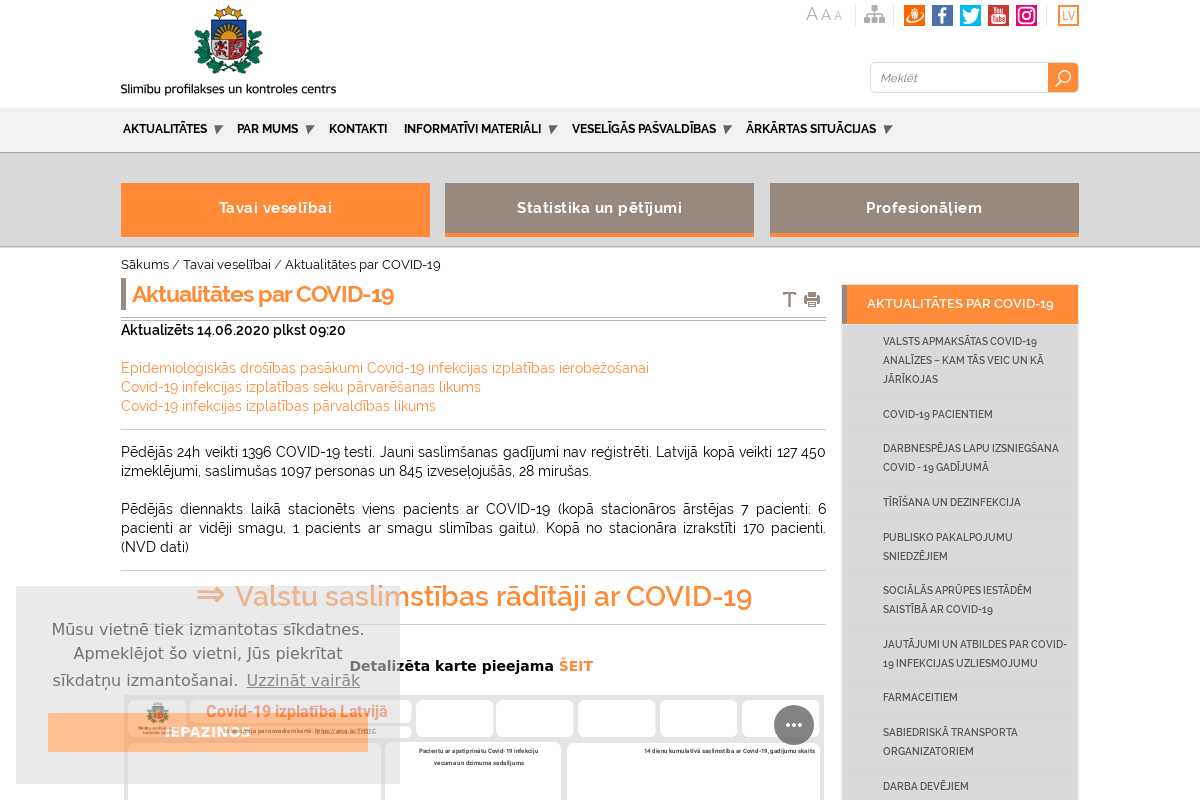 A A A
You
Tube
LV
Slimību profilakses un kontroles centrs
Meklēt
AKTUALITĀTES PAR MUMS KONTAKTI INFORMATĪVI MATERIĀLI VESELĪGĀS PAŠVALDĪBAS ĀRKĀRTAS SITUĀCIJAS
Tavai veselībai
Statistika un pētījumi
Profesionāļiem
Sākums / Tavai veselībai / Aktualitātes par COVID-19
Aktualitātes par COVID-19
Aktualizēts 14.06.2020 plkst 09:20
Epidemioloģiskās drošības pasākumi Covid-19 infekcijas izplatības ierobežošanai
Covid-19 infekcijas izplatības seku pārvarēšanas likums
Covid-19 infekcijas izplatības pārvaldības likums
Pēdējās 24h veikti 1396 COVID-19 testi. Jauni saslimšanas gadījumi nav reģistrēti. Latvijā kopā veikti 127 450
izmeklējumi, saslimušas 1097 personas un 845 izveseļojušās, 28 mirušas.
Pēdējās diennakts laikā stacionēts viens pacients ar COVID-19 (kopā stacionāros ārstējas 7 pacienti: 6
pacienti ar vidēji smagu, 1 pacients ar smagu slimības gaitu). Kopā no stacionāra izrakstīti 170 pacienti.
(NVD dati)
⇒ Valstu saslimstības rādītāji ar COVID-19
Detalizēta karte pieejama ŠEIT
Covid-19 izplatība Latvijā
https://arcg.is/TH51C
Pacientu ar apstiprinātu Covid-19 infekciju
vecuma un dzimuma sadalījums
14 dienu kumulatīvā saslimstība ar Covid-19, gadījumu skaits
Mūsu vietnē tiek izmantotas sīkdatnes.
Apmeklējot šo vietni, Jūs piekrītat
sīkdatņu izmantošanai. Uzzināt vairāk
IEPAZINOS
AKTUALITĀTES PAR COVID-19
VALSTS APMAKSĀTAS COVID-19
ANALĪZES – KAM TĀS VEIC UN KĀ
JĀRĪKOJAS
COVID-19 PACIENTIEM
DARBNESPĒJAS LAPU IZSNIEGŠANA
COVID - 19 GADĪJUMĀ
TĪRĪŠANA UN DEZINFEKCIJA
PUBLISKO PAKALPOJUMU
SNIEDZĒJIEM
SOCIĀLĀS APRŪPES IESTĀDĒM
SAISTĪBĀ AR COVID-19
JAUTĀJUMI UN ATBILDES PAR COVID-
19 INFEKCIJAS UZLIESMOJUMU
FARMACEITIEM
SABIEDRISKĀ TRANSPORTA
ORGANIZATORIEM
DARBA DEVĒJIEM